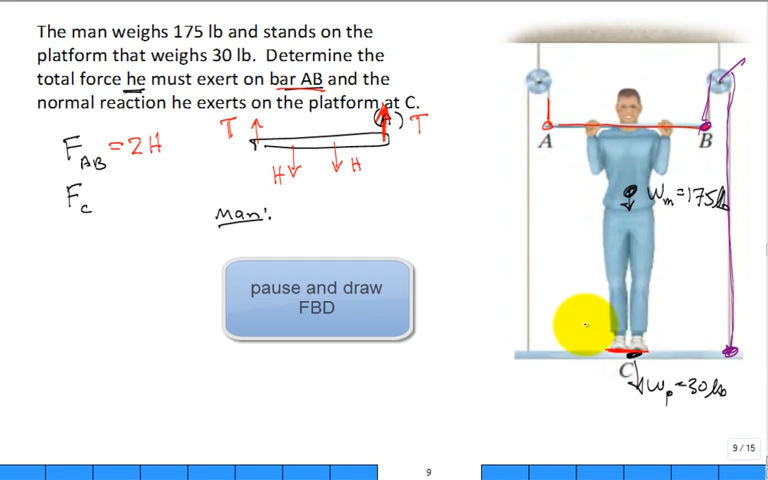 The man weighs 175 lb and stands on the
platform that weighs 30 lb.  Determine the
total force he must exert on bar AB and the
normal reaction he exerts on the platform at C.
T
T
F_AB = 2H
H
H
F_C
Man:
pause and draw
FBD
A
B
W_m = 175 lb
C
W_p = 30 lb
9 / 15
9